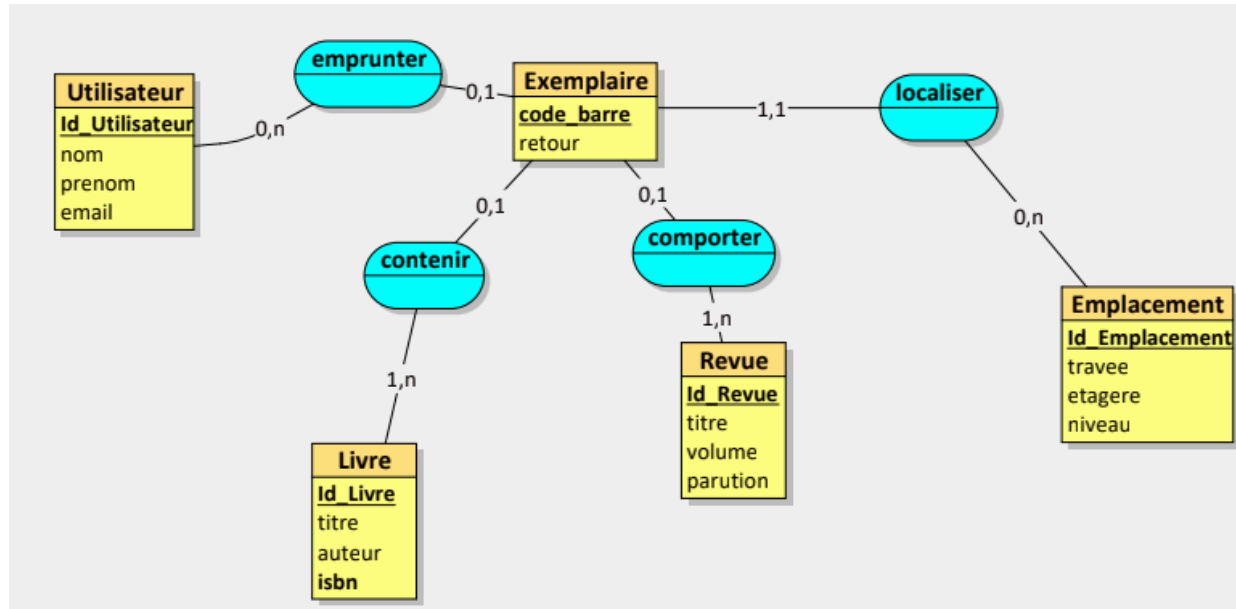 emprunter
Utilisateur
Id_Utilisateur
nom
prenom
email
0,n
0,1
Exemplaire
code_barre
retour
1,1
localiser
0,n
Emplacement
Id_Emplacement
travee
etagere
niveau
0,1
contenir
1,n
Livre
Id_Livre
titre
auteur
isbn
0,1
comporter
1,n
Revue
Id_Revue
titre
volume
parution